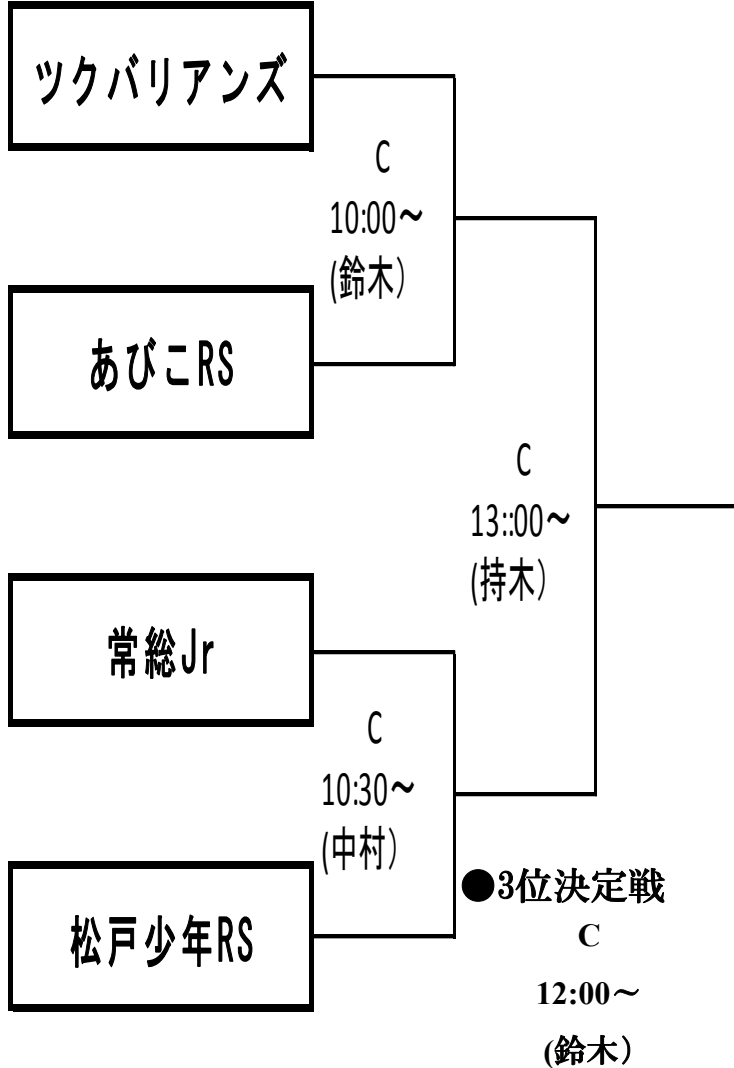 ツクバリアンズ
C
10:00~
(鈴木)
あびこRS
C
13::00~
(持木)
常総Jr
C
10:30~
(中村)
松戸少年RS
●3位決定戦
C
12:00~
(鈴木)